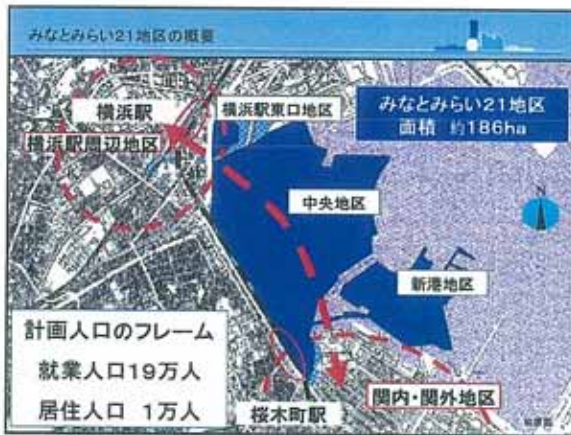 みなとみらい21地区の概要
横浜駅
横浜駅周辺地区
横浜駅東口地区
みなとみらい21地区
面積 約186ha
中央地区
N
新港地区
計画人口のフレーム
就業人口19万人
居住人口 1万人
桜木町駅
関内・関外地区